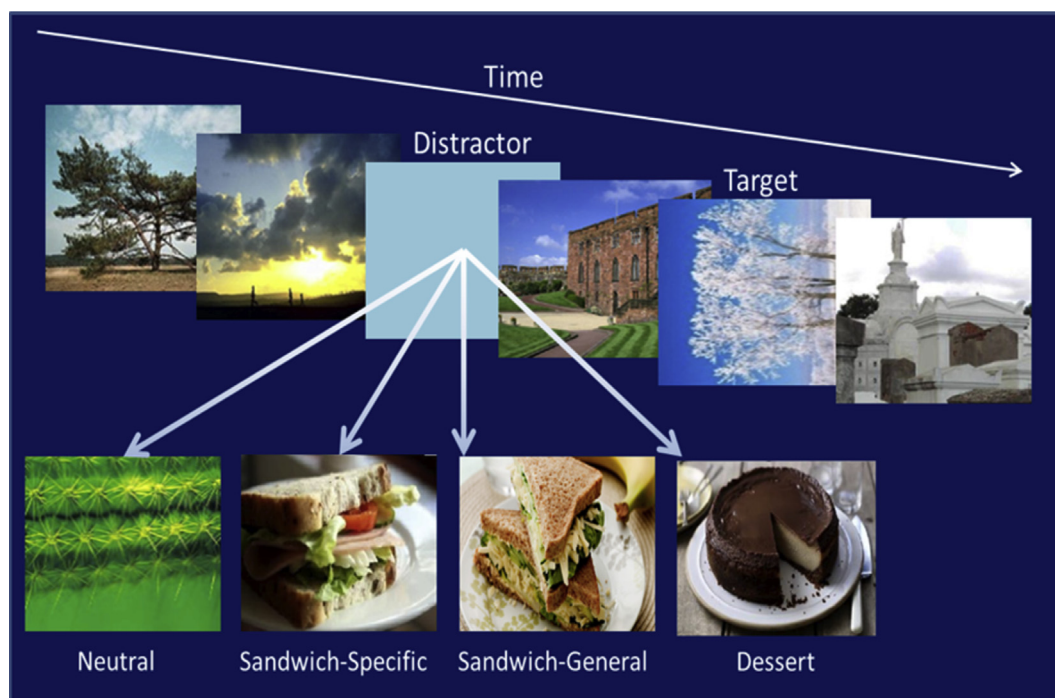 Time
Distractor
Target
Neutral
Sandwich-Specific
Sandwich-General
Dessert